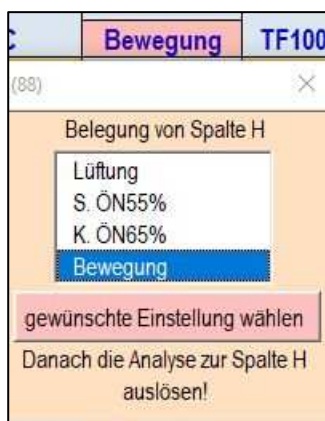 C Bewegung TF100
(88)
Belegung von Spalte H
Lüftung
S. ÖN55%
K. ÖN65%
Bewegung
gewünschte Einstellung wählen
Danach die Analyse zur Spalte H
auslösen!